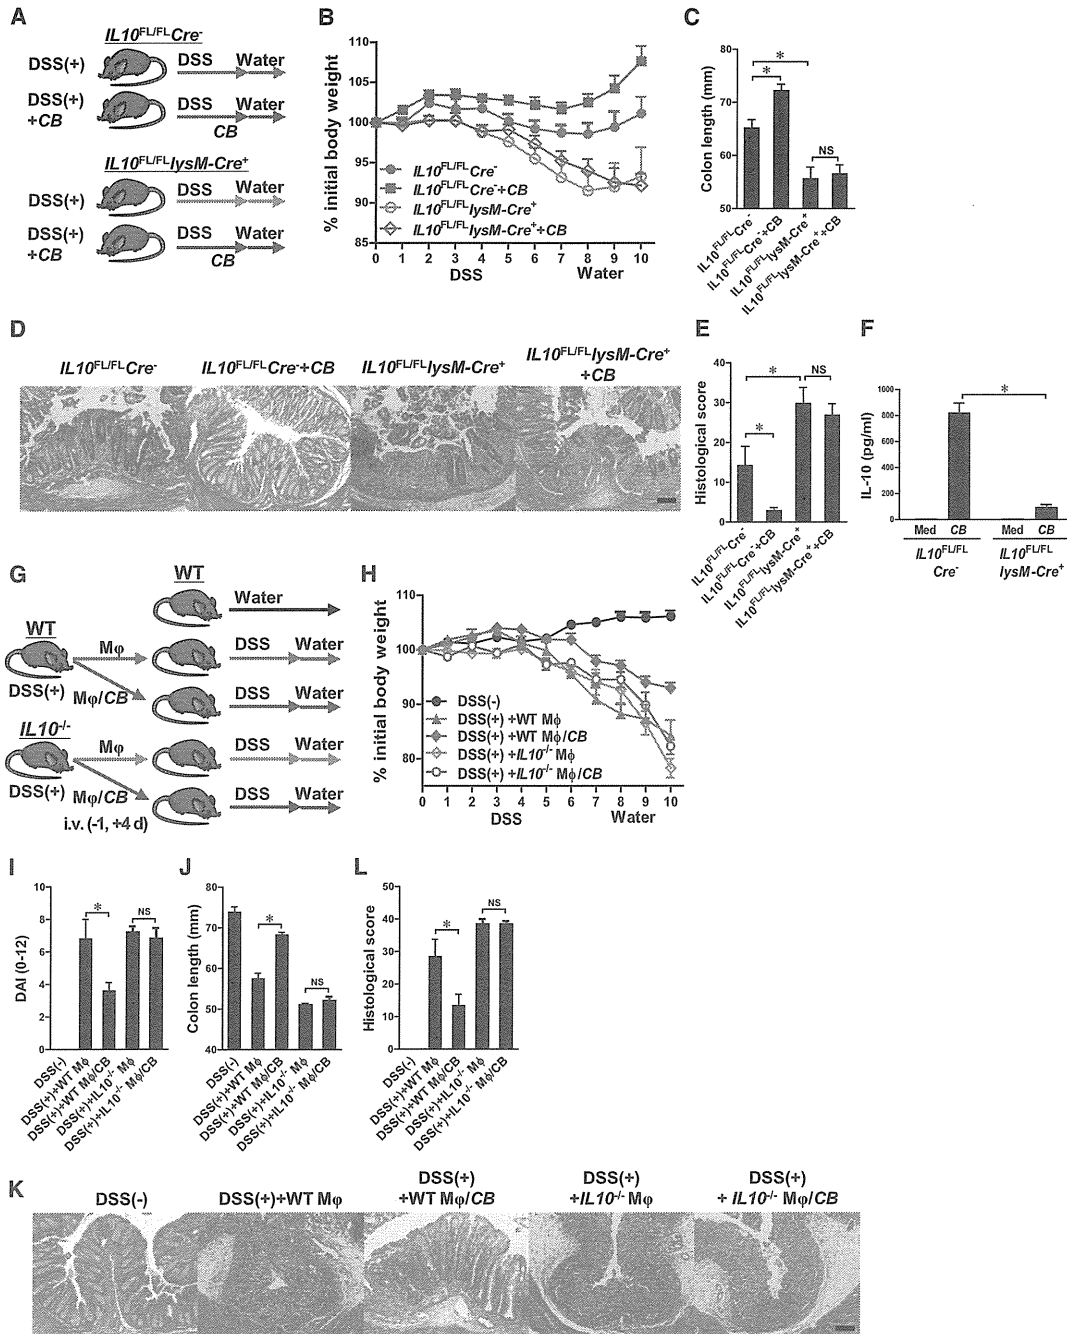 A
IL10FL/FLCre-
DSS(+)
DSS Water
DSS(+)
+CB
DSS Water
CB
IL10FL/FLlysM-Cre+
DSS(+)
DSS Water
DSS(+)
+CB
DSS Water
CB
B
% initial body weight
110
105
100
95
90
85
0 1 2 3 4 5 6 7 8 9 10
DSS Water
IL10FL/FLCre-
IL10FL/FLCre-+CB
IL10FL/FLlysM-Cre+
IL10FL/FLlysM-Cre++CB
C
Colon length (mm)
80
70
60
50
*
*
NS
IL10FL/FLCre-
IL10FL/FLCre-+CB
IL10FL/FLlysM-Cre+
IL10FL/FLlysM-Cre++CB
D
IL10FL/FLCre-
IL10FL/FLCre-+CB
IL10FL/FLlysM-Cre+
IL10FL/FLlysM-Cre+
+CB
E
Histological score
40
30
20
10
0
*
*
NS
IL10FL/FLCre-
IL10FL/FLCre-+CB
IL10FL/FLlysM-Cre+
IL10FL/FLlysM-Cre++CB
F
IL-10 (pg/ml)
1000
800
600
400
200
0
*
Med CB Med CB
IL10FL/FL
Cre-
IL10FL/FL
lysM-Cre+
G
WT
Water
WT
DSS(+)
Mφ
DSS Water
Mφ/CB
DSS Water
IL10-/-
DSS(+)
Mφ
DSS Water
Mφ/CB
DSS Water
i.v. (-1, +4 d)
H
% initial body weight
110
100
90
80
0 1 2 3 4 5 6 7 8 9 10
DSS Water
DSS(-)
DSS(+) +WT Mϕ
DSS(+) +WT Mϕ/CB
DSS(+) +IL10-/- Mϕ
DSS(+) +IL10-/- Mϕ/CB
I
DAI (0-12)
10
8
6
4
2
0
*
NS
DSS(-)
DSS(+)+WT Mϕ
DSS(+)+WT Mϕ/CB
DSS(+)+IL10-/- Mϕ
DSS(+)+IL10-/- Mϕ/CB
J
Colon length (mm)
80
70
60
50
40
*
NS
DSS(-)
DSS(+)+WT Mϕ
DSS(+)+WT Mϕ/CB
DSS(+)+IL10-/- Mϕ
DSS(+)+IL10-/- Mϕ/CB
L
Histological score
50
40
30
20
10
0
*
NS
DSS(-)
DSS(+)+WT Mϕ
DSS(+)+WT Mϕ/CB
DSS(+)+IL10-/- Mϕ
DSS(+)+IL10-/- Mϕ/CB
K
DSS(-)
DSS(+)+WT Mφ
DSS(+)
+WT Mφ/CB
DSS(+)
+IL10-/- Mφ
DSS(+)
+ IL10-/- Mφ/CB